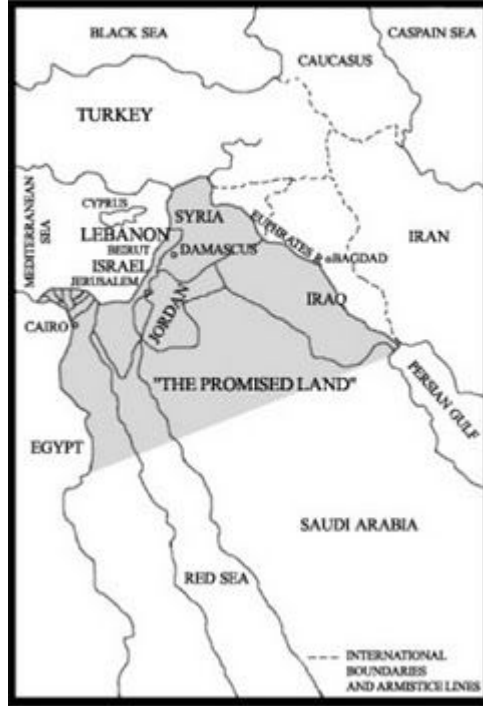 BLACK SEA
CASPAIN SEA
CAUCASUS
TURKEY
MEDITERRANEAN
SEA
CYPRUS
SYRIA
LEBANON
BEIRUT
DAMASCUS
EUPHRATES
BAGDAD
IRAN
ISRAEL
JERUSALEM
IRAQ
CAIRO
JORDAN
"THE PROMISED LAND"
PERSIAN GULF
EGYPT
SAUDI ARABIA
RED SEA
INTERNATIONAL
BOUNDARIES
AND ARMISTICE LINES